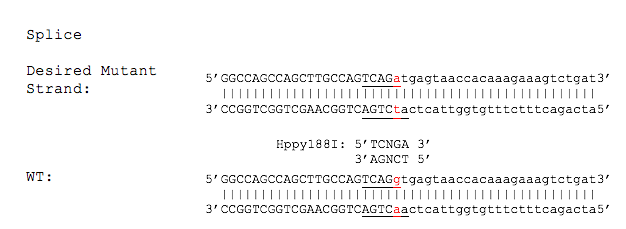 Splice
Desired Mutant
Strand:
5’GGCCAGCCAGCTTGCCAGTCAGatgagtaaccacaaagaaagtctgat3’
||||||||||||||||||||||||||||||||||||||||||||||||
3’CCGGTCGGTCGAACGGTCAGTCtactcattggtgtttctttcagacta5’
Hppy188I: 5’TCNGA 3’
3’AGNCT 5’
WT:
5’GGCCAGCCAGCTTGCCAGTCAGgtgagtaaccacaaagaaagtctgat3’
||||||||||||||||||||||||||||||||||||||||||||||||
3’CCGGTCGGTCGAACGGTCAGTCaactcattggtgtttctttcagacta5’